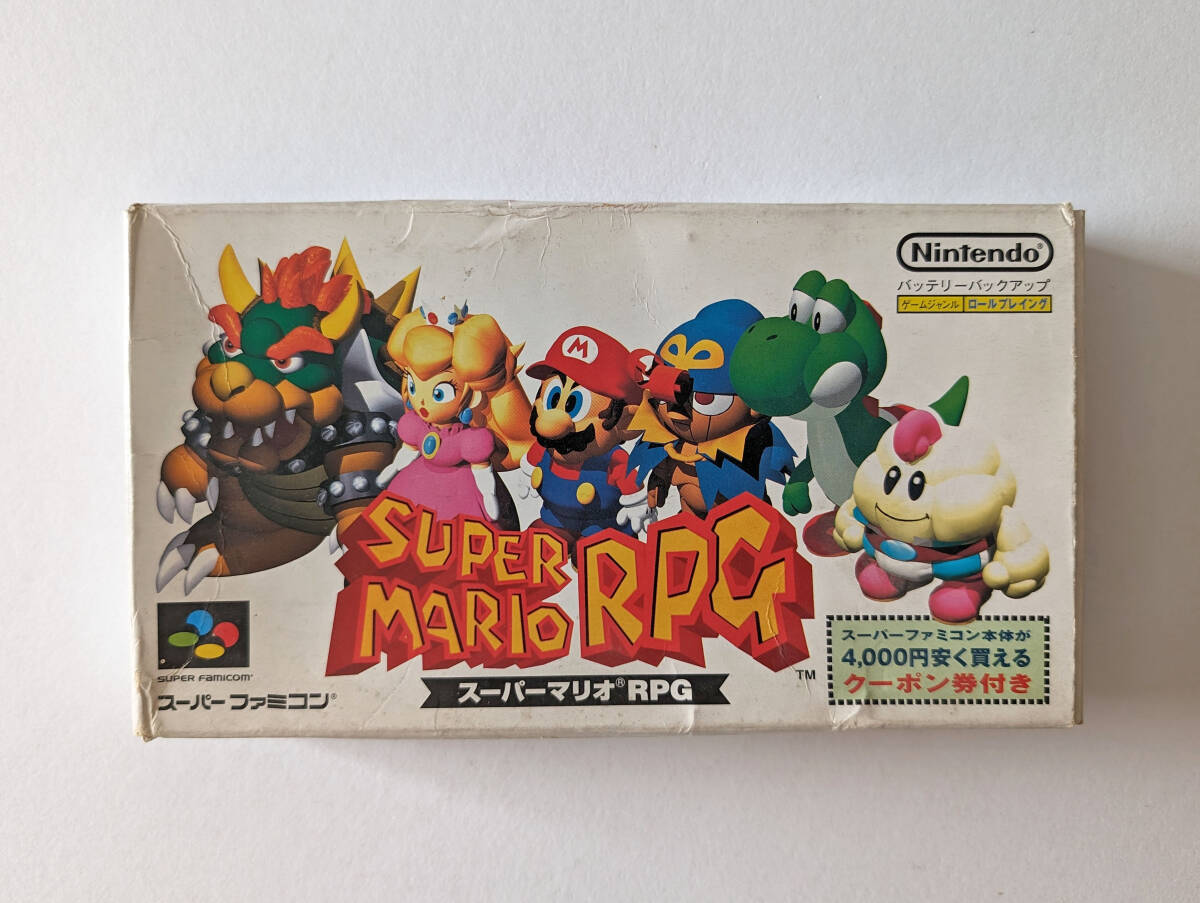 Nintendo®
バッテリーバックアップ
ゲームジャンル ロールプレイング
M
SUPER
MARIO RPG
TM
スーパーマリオ® RPG
SUPER FAMICOM™
スーパーファミコン®
スーパーファミコン本体が
4,000円安く買える
クーポン券付き